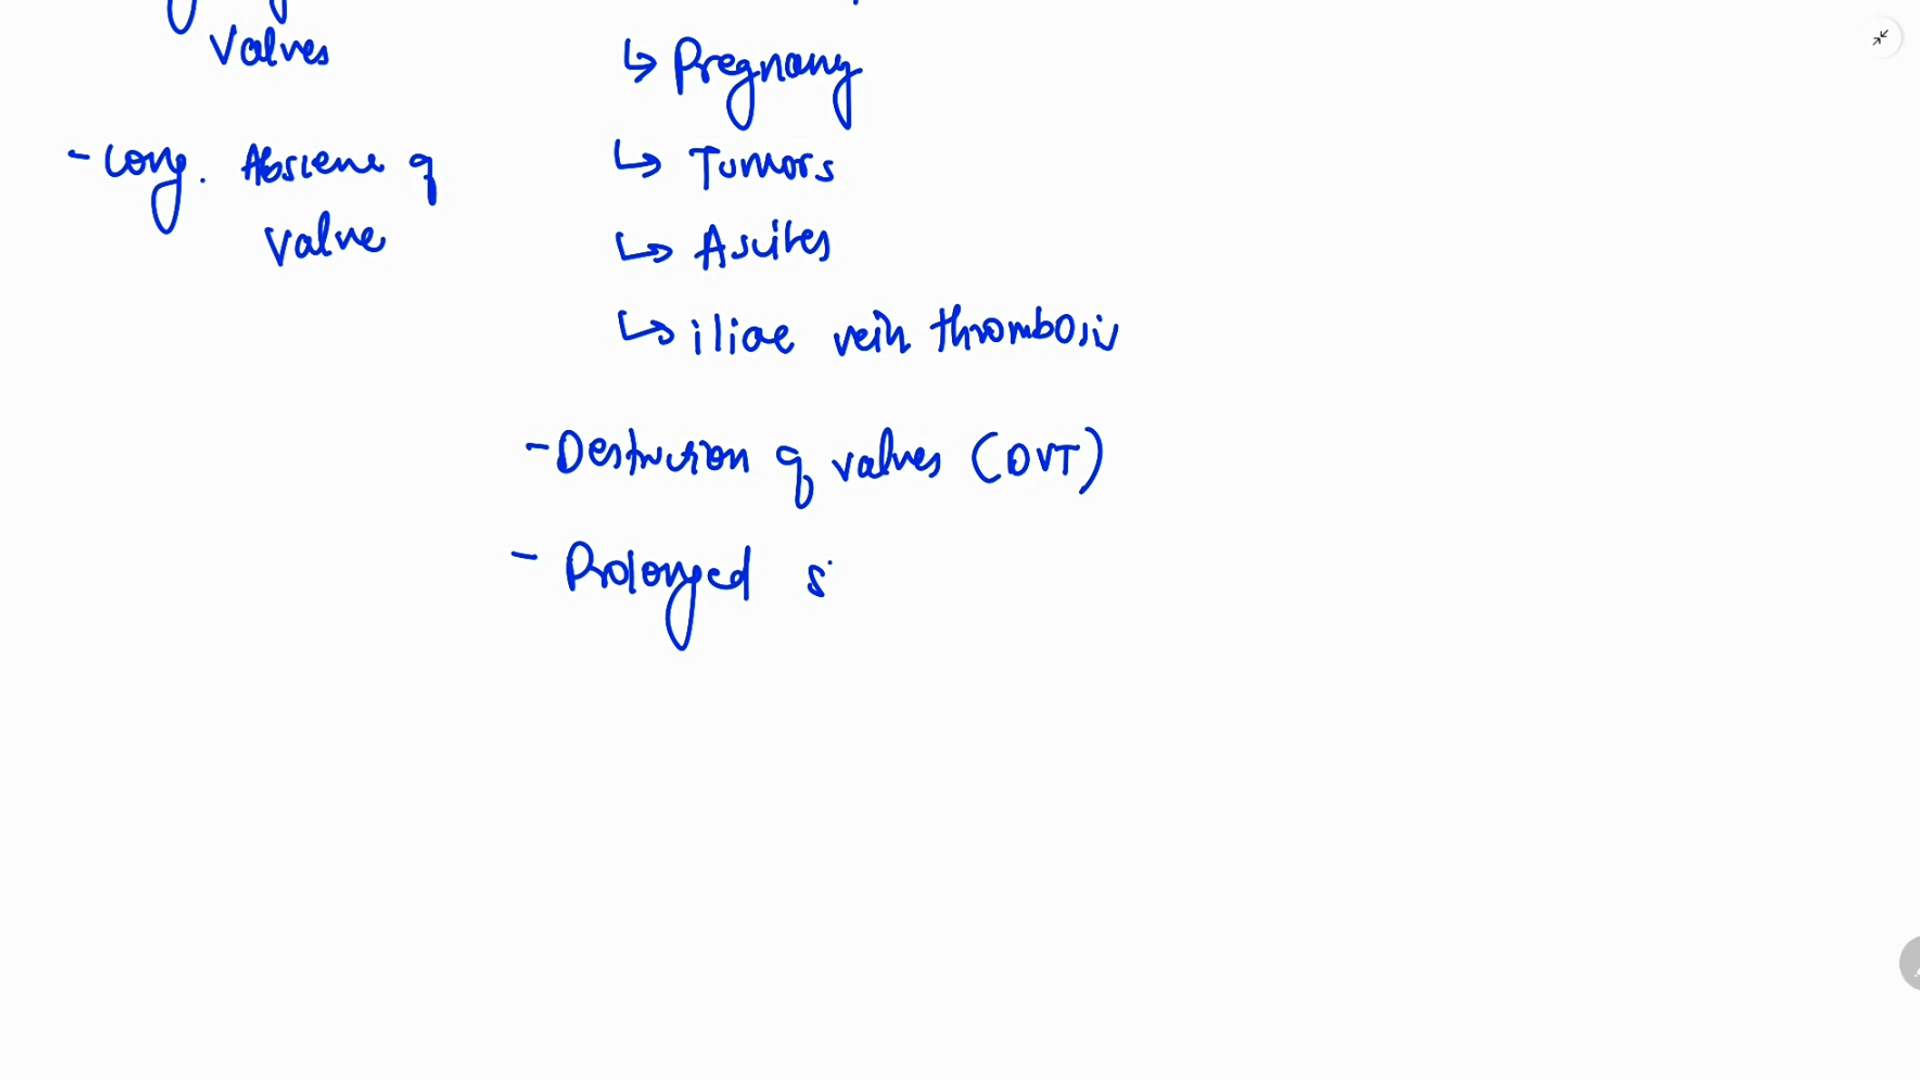 Valves
- Cong. Absence of
Valve
↳ Pregnancy
↳ Tumors
↳ Ascites
↳ iliac vein thrombosis
- Destruction of valves (DVT)
- Prolonged s